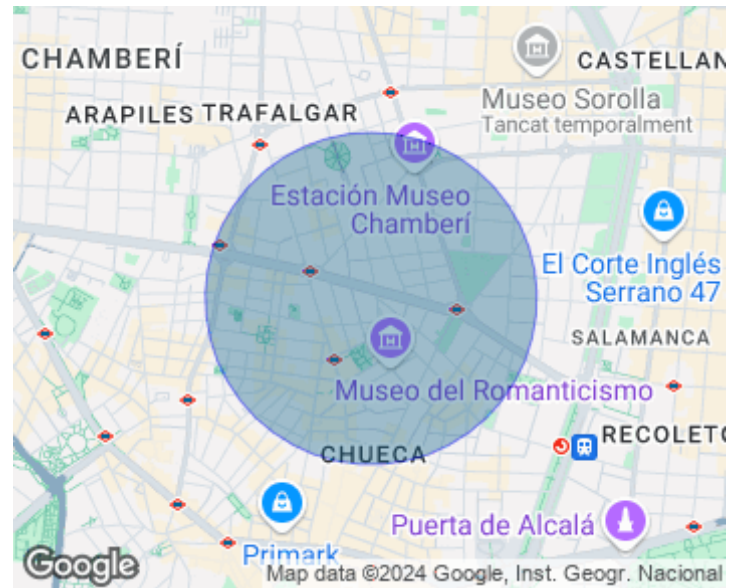 CHAMBERÍ
CASTELLAN
Museo Sorolla
Tancat temporalment
ARAPILES TRAFALGAR
Estación Museo
Chamberí
El Corte Inglés
Serrano 47
SALAMANCA
Museo del Romanticismo
RECOLETO
CHUECA
Puerta de Alcalá
Primark
Google
Map data ©2024 Google, Inst. Geogr. Nacional